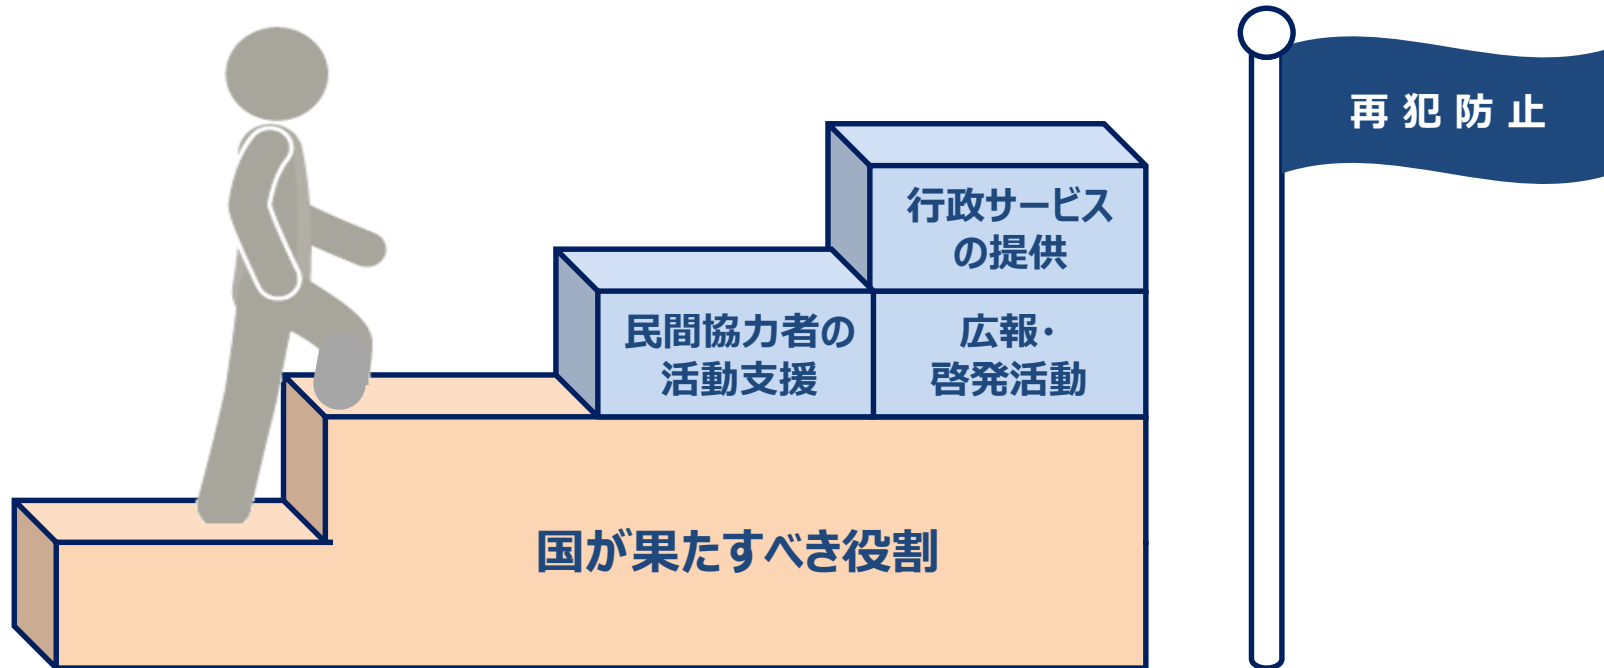 再犯防止
行政サービス
の提供
民間協力者の
活動支援
広報・
啓発活動
国が果たすべき役割